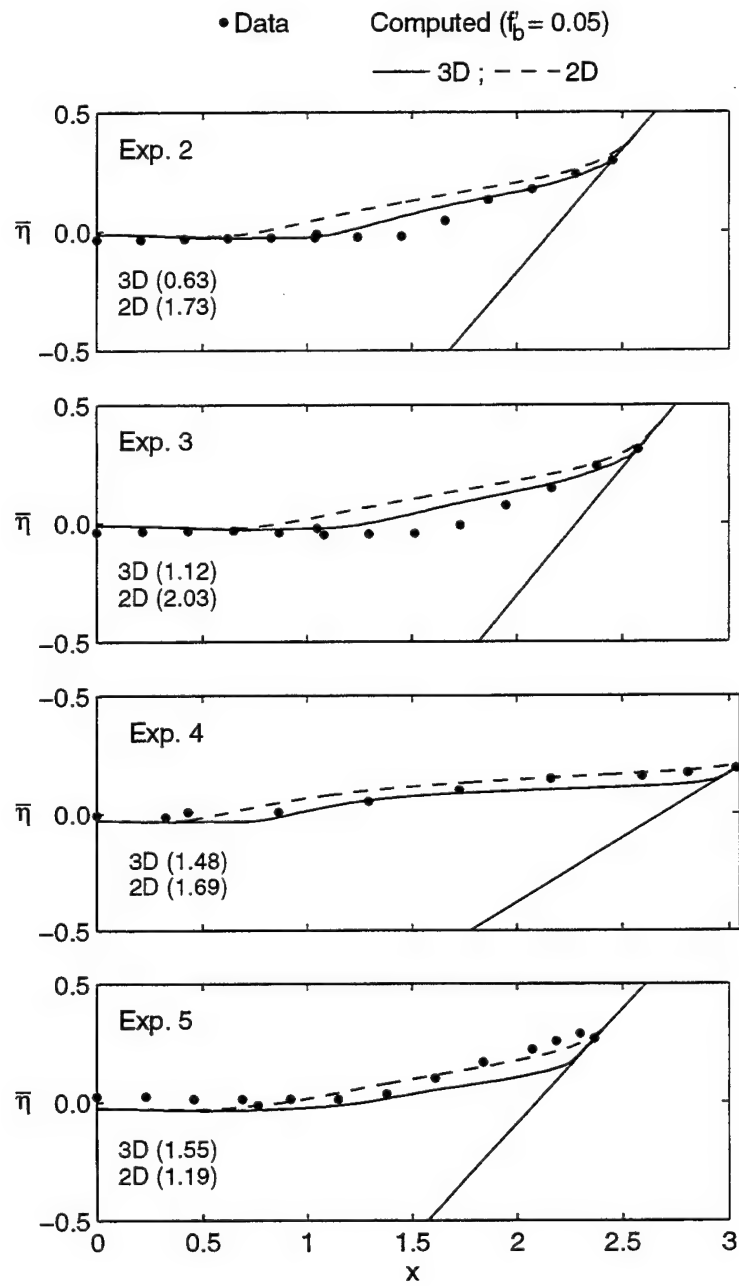 • Data Computed (f'b = 0.05)
— 3D ; – – – 2D
0.5
Exp. 2
η̅ 0.0
3D (0.63)
2D (1.73)
−0.5
0.5
Exp. 3
η̅ 0.0
3D (1.12)
2D (2.03)
−0.5
−0.5
Exp. 4
η̅ 0.0
3D (1.48)
2D (1.69)
−0.5
0.5
Exp. 5
η̅ 0.0
3D (1.55)
2D (1.19)
−0.5
0 0.5 1 1.5 2 2.5 3
x